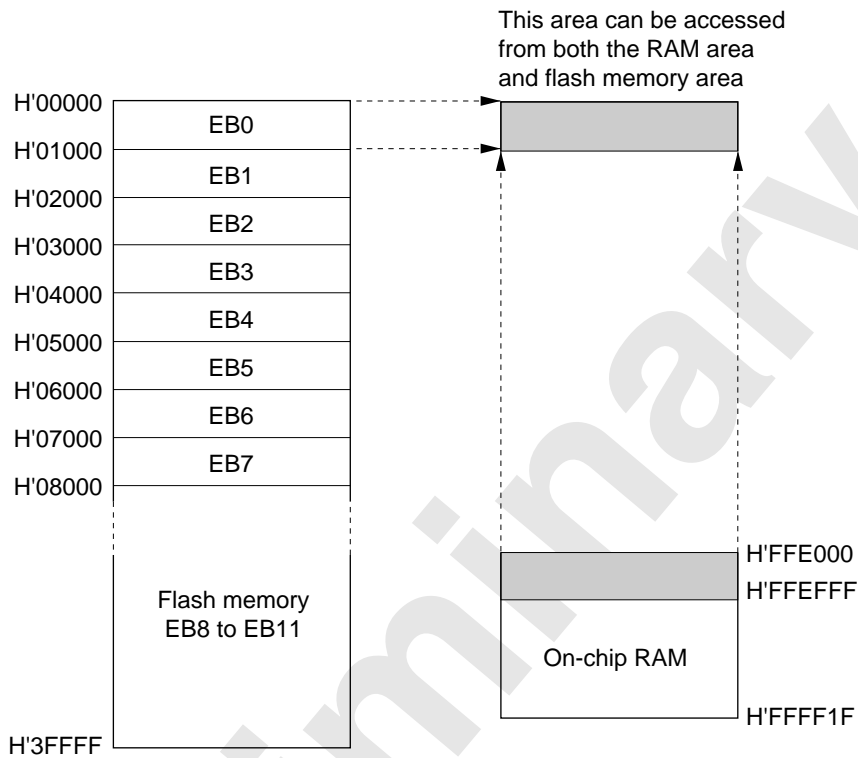 This area can be accessed
from both the RAM area
and flash memory area
H'00000
EB0
H'01000
EB1
H'02000
EB2
H'03000
EB3
H'04000
EB4
H'05000
EB5
H'06000
EB6
H'07000
EB7
H'08000
Flash memory
EB8 to EB11
H'3FFFF
H'FFE000
H'FFEFFF
On-chip RAM
H'FFFF1F
iminary